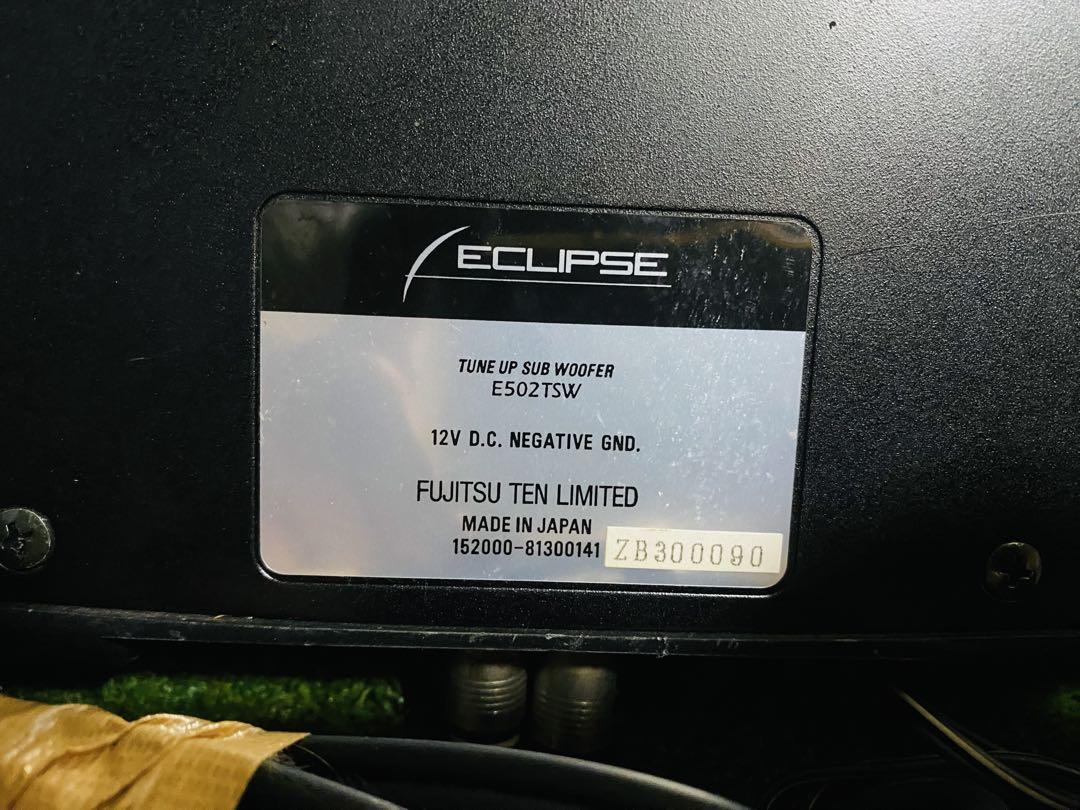 ECLIPSE
TUNE UP SUB WOOFER
E502TSW
12V D.C. NEGATIVE GND.
FUJITSU TEN LIMITED
MADE IN JAPAN
152000-81300141 ZB300090